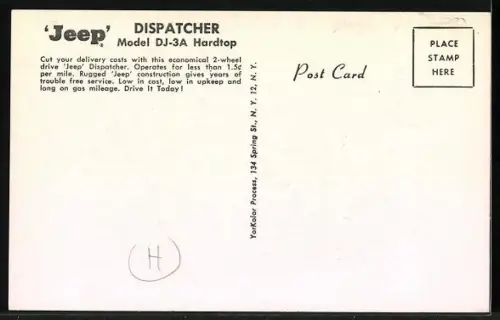 'Jeep' DISPATCHER
Model DJ-3A Hardtop
Cut your delivery costs with this economical 2-wheel
drive 'Jeep' Dispatcher. Operates for less than 1.5¢
per mile. Rugged 'Jeep' construction gives years of
trouble free service. Low in cost, low in upkeep and
long on gas mileage. Drive It Today!
YorKolor Process, 134 Spring St., N. Y. 12, N. Y.
Post Card
PLACE
STAMP
HERE
H